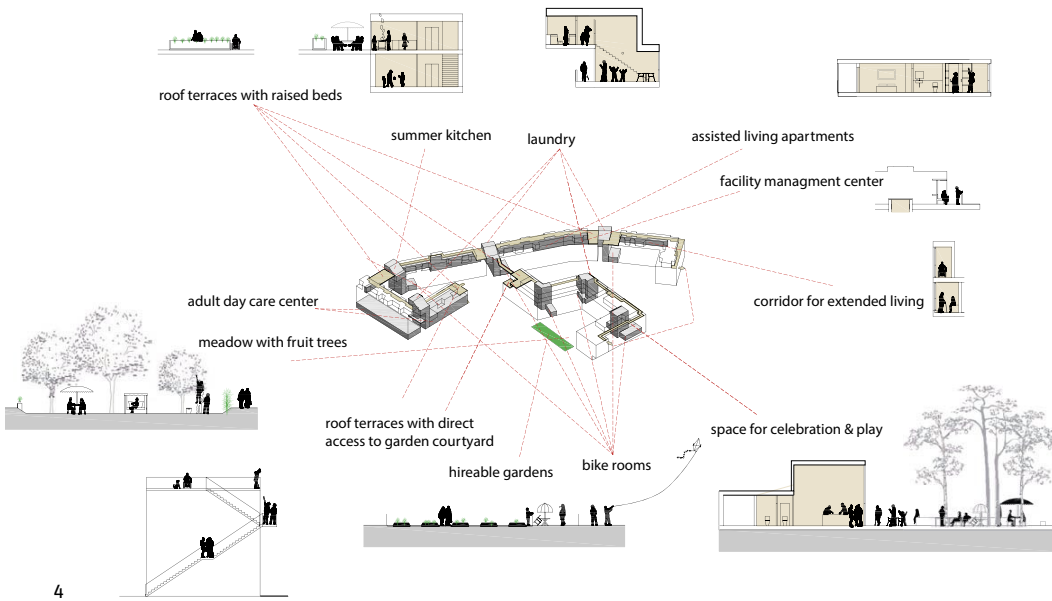 roof terraces with raised beds
summer kitchen
laundry
assisted living apartments
facility managment center
adult day care center
corridor for extended living
meadow with fruit trees
roof terraces with direct
access to garden courtyard
space for celebration & play
hireable gardens
bike rooms
4